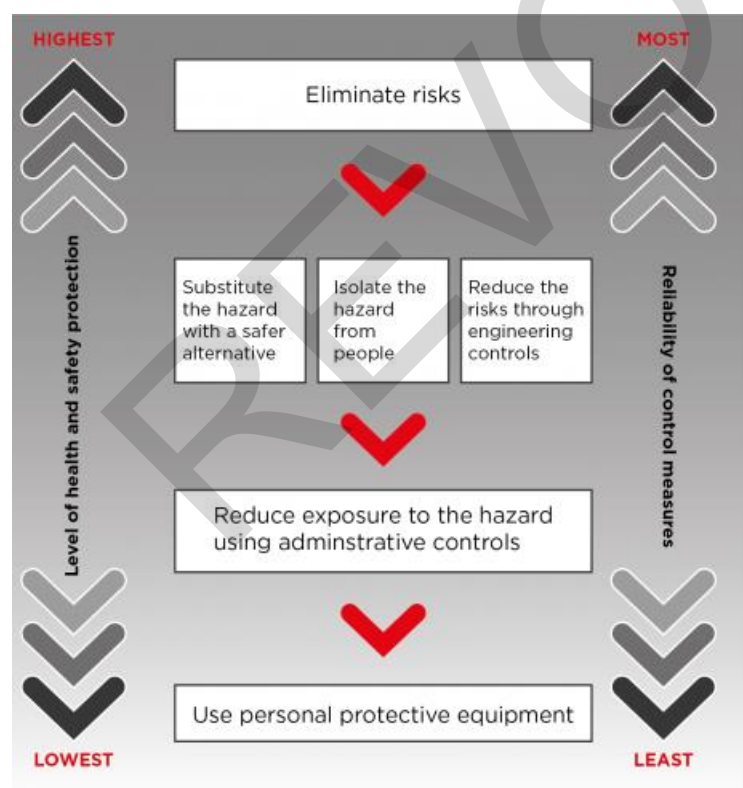 HIGHEST
MOST
Eliminate risks
Substitute
the hazard
with a safer
alternative
Isolate the
hazard
from
people
Reduce the
risks through
engineering
controls
Level of health and safety protection
Reliability of control measures
Reduce exposure to the hazard
using adminstrative controls
Use personal protective equipment
LOWEST
LEAST